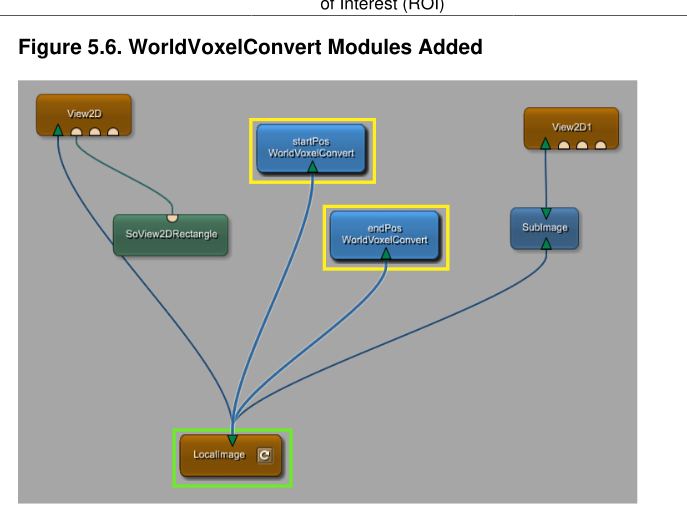 of Interest (ROI)
Figure 5.6. WorldVoxelConvert Modules Added
View2D
startPos
WorldVoxelConvert
View2D1
endPos
WorldVoxelConvert
SubImage
SoView2DRectangle
LocalImage